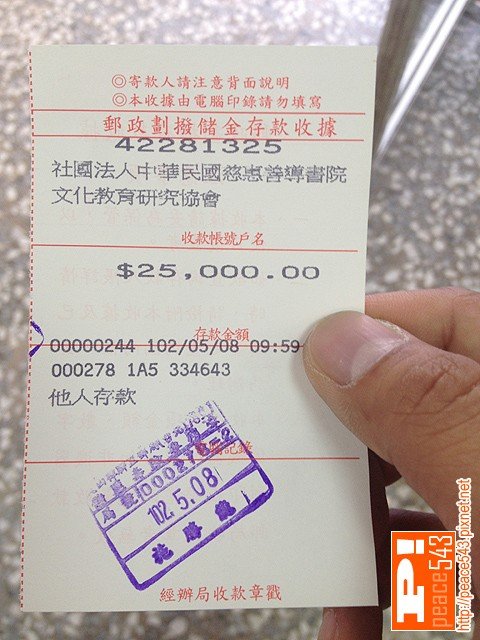 ◎寄款人請注意背面說明
◎本收據由電腦印錄請勿填寫
郵政劃撥儲金存款收據
42281325
社團法人中華民國慈惠善導書院
文化教育研究協會
收款帳號戶名
$25,000.00
存款金額
00000244 102/05/08 09:59
000278 1A5 334643
他人存款
電腦記錄
102.5.08
經辦局收款章戳
P!
peace543
http://peace543.pixnet.net